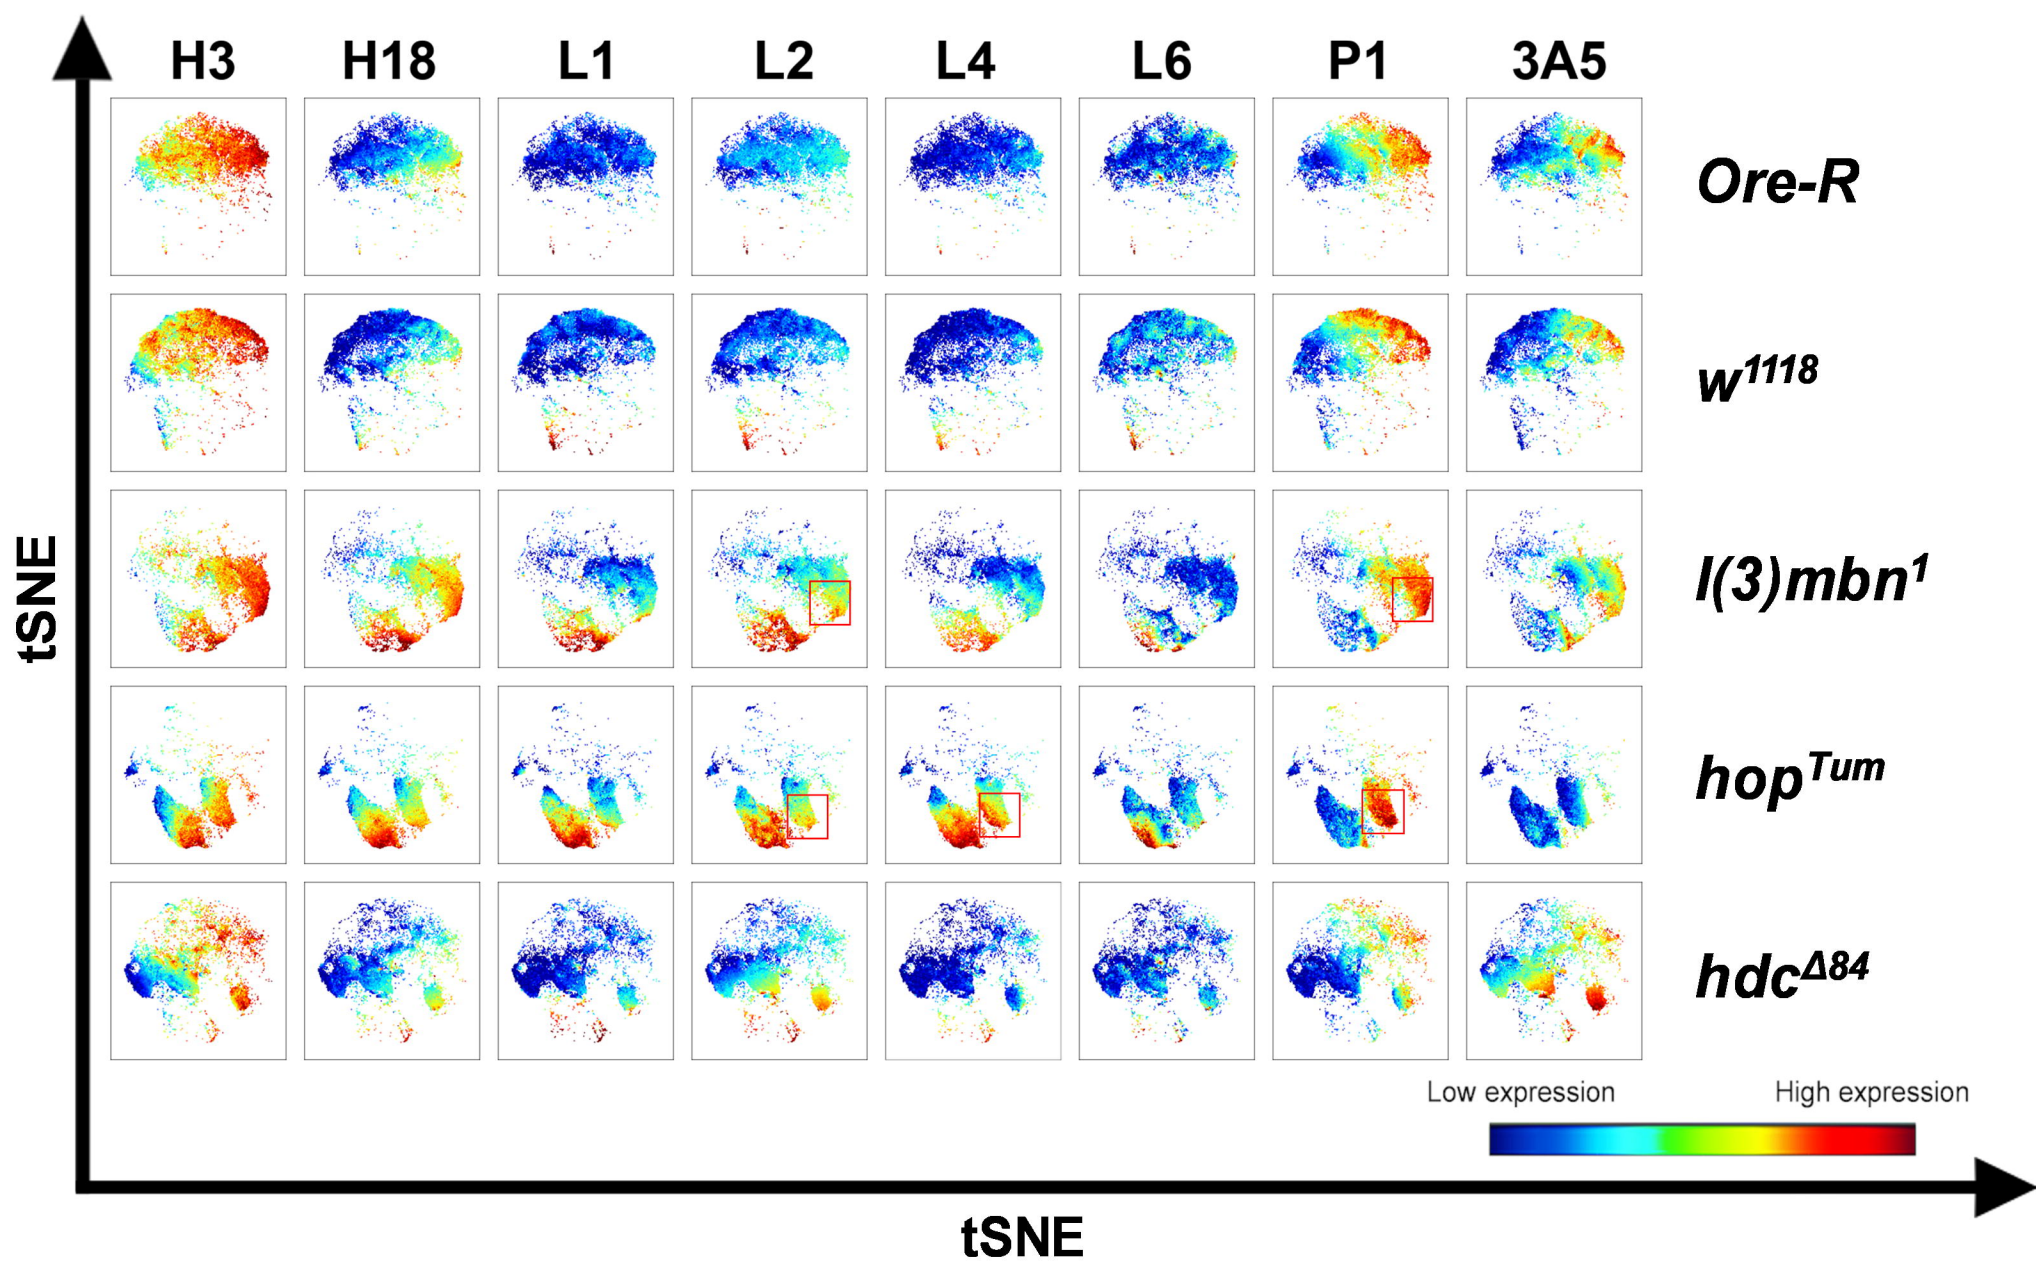 H3 H18 L1 L2 L4 L6 P1 3A5
Ore-R
w¹¹¹⁸
l(3)mbn¹
hopᵀᵘᵐ
hdcᐞ⁸⁴
Low expression High expression
tSNE
tSNE